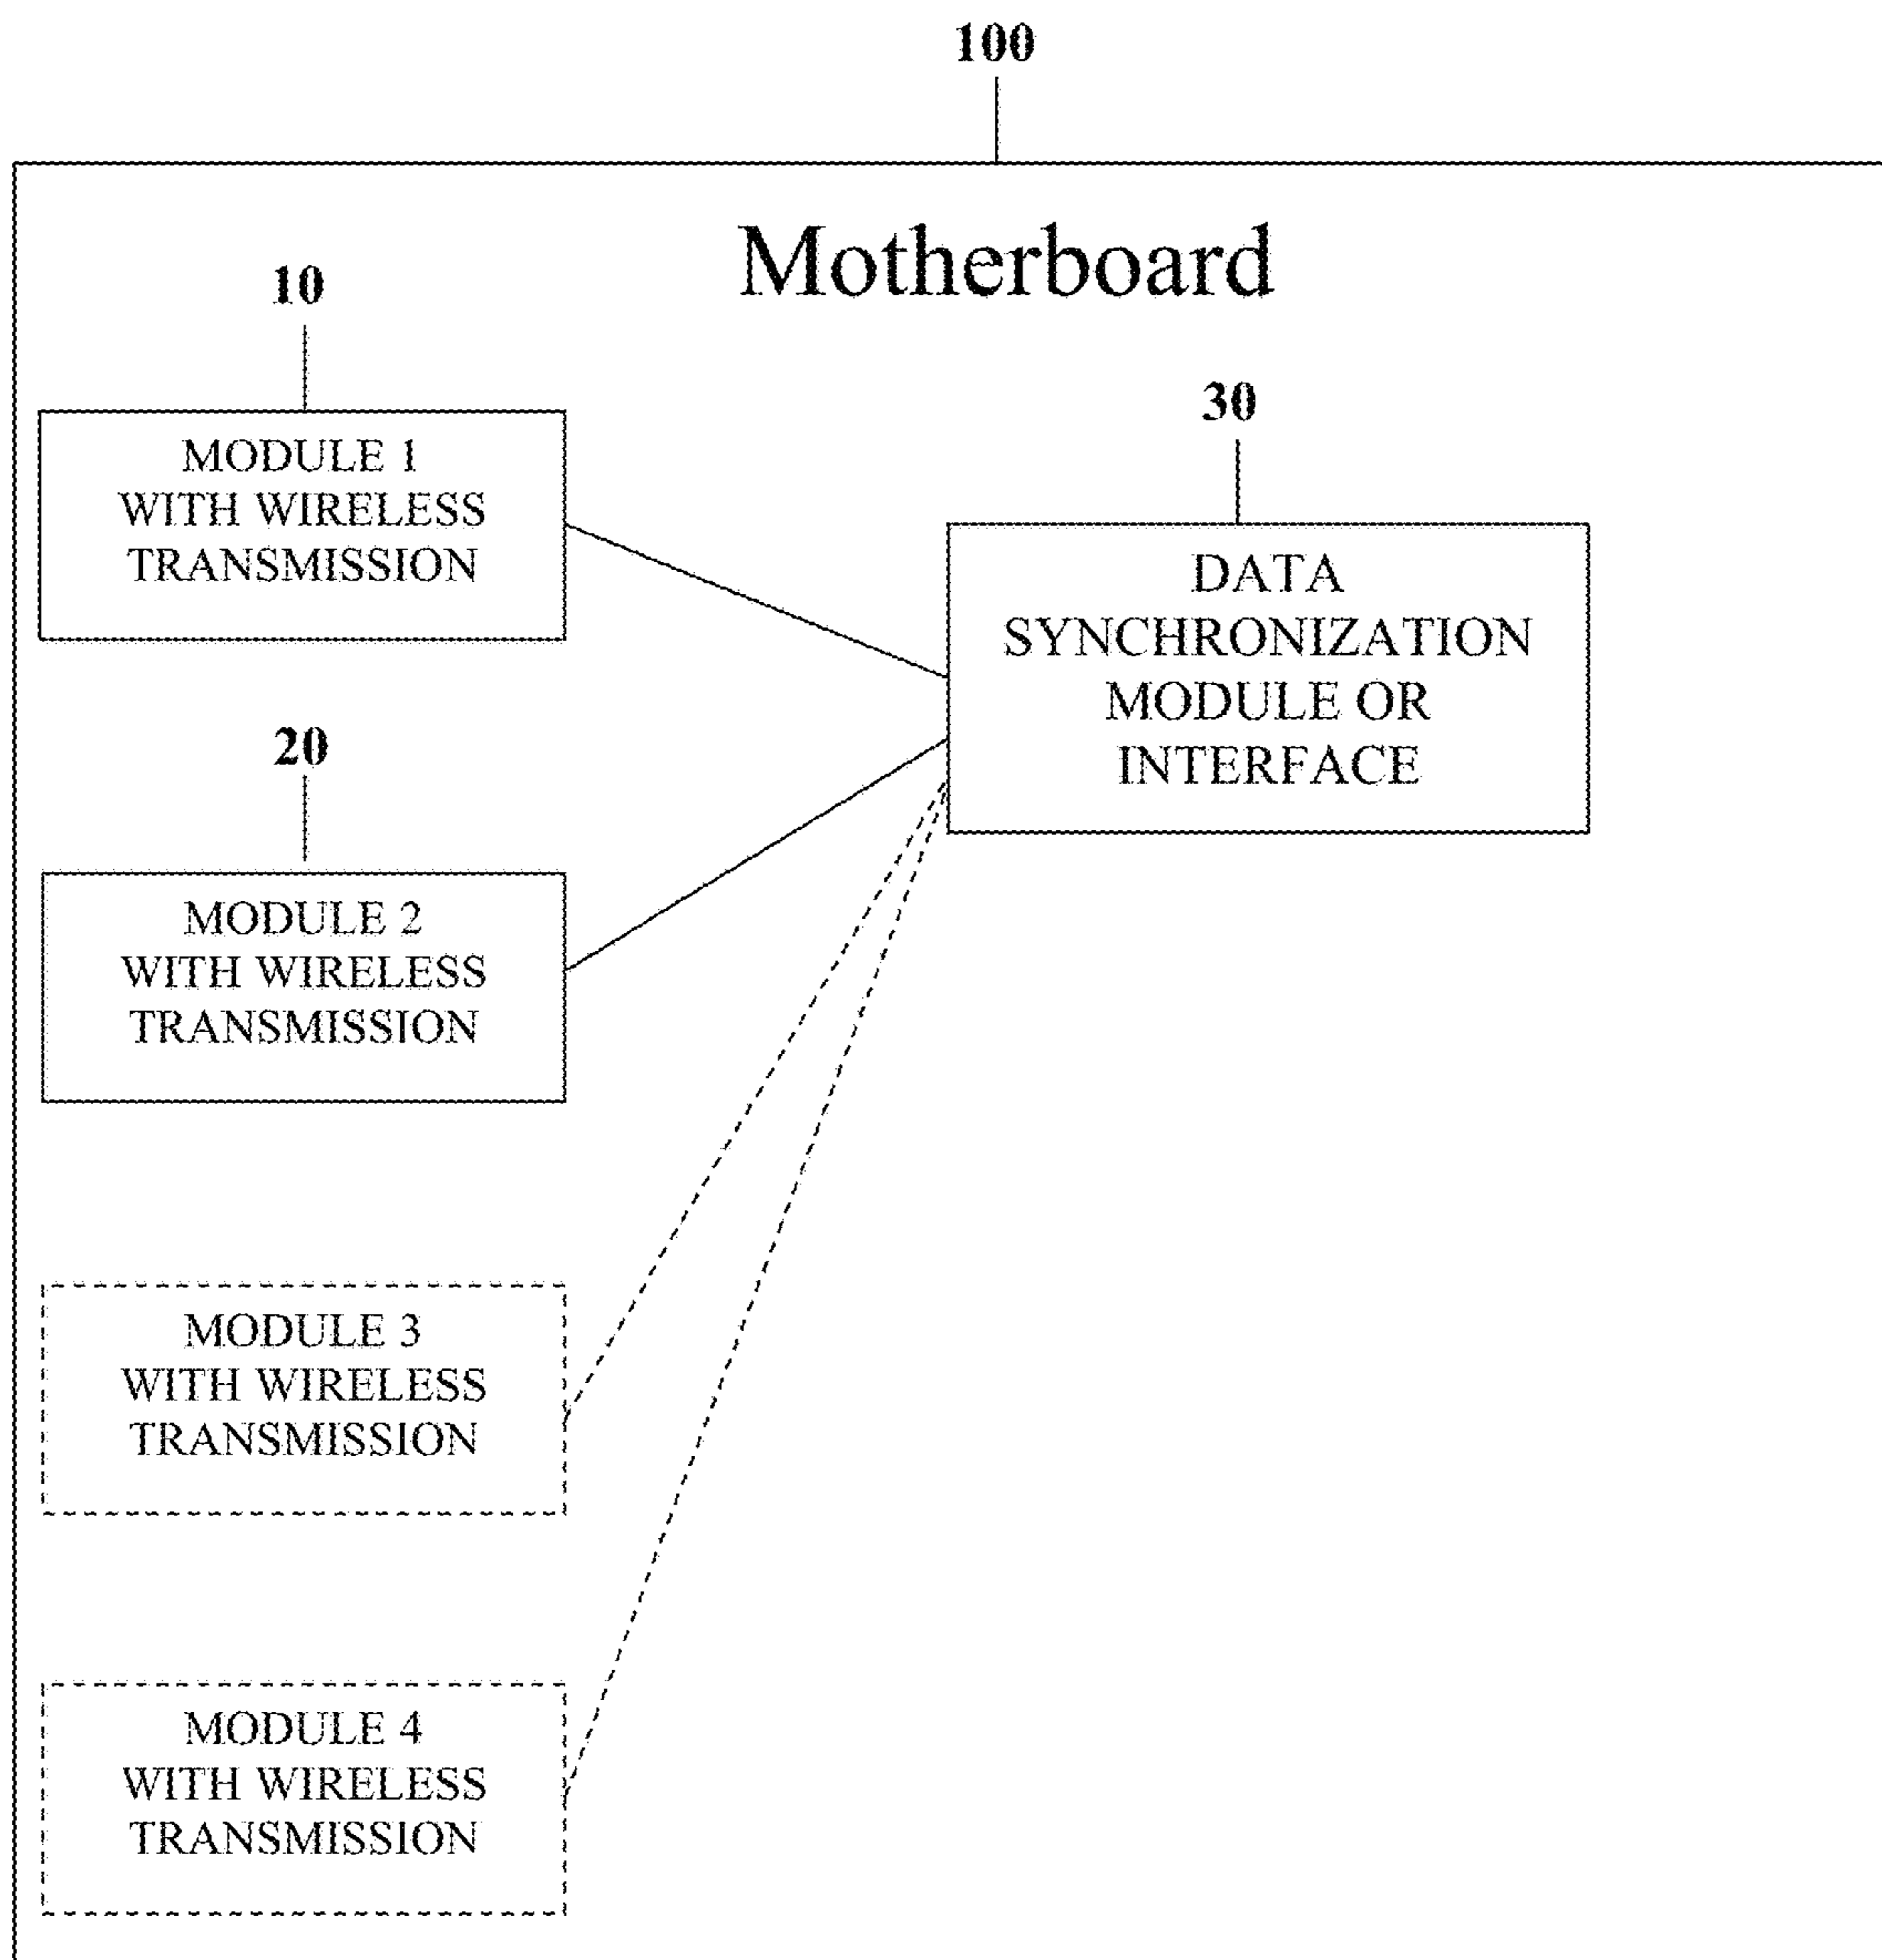 100
Motherboard
10
MODULE 1
WITH WIRELESS
TRANSMISSION
30
DATA
SYNCHRONIZATION
MODULE OR
INTERFACE
20
MODULE 2
WITH WIRELESS
TRANSMISSION
MODULE 3
WITH WIRELESS
TRANSMISSION
MODULE 4
WITH WIRELESS
TRANSMISSION